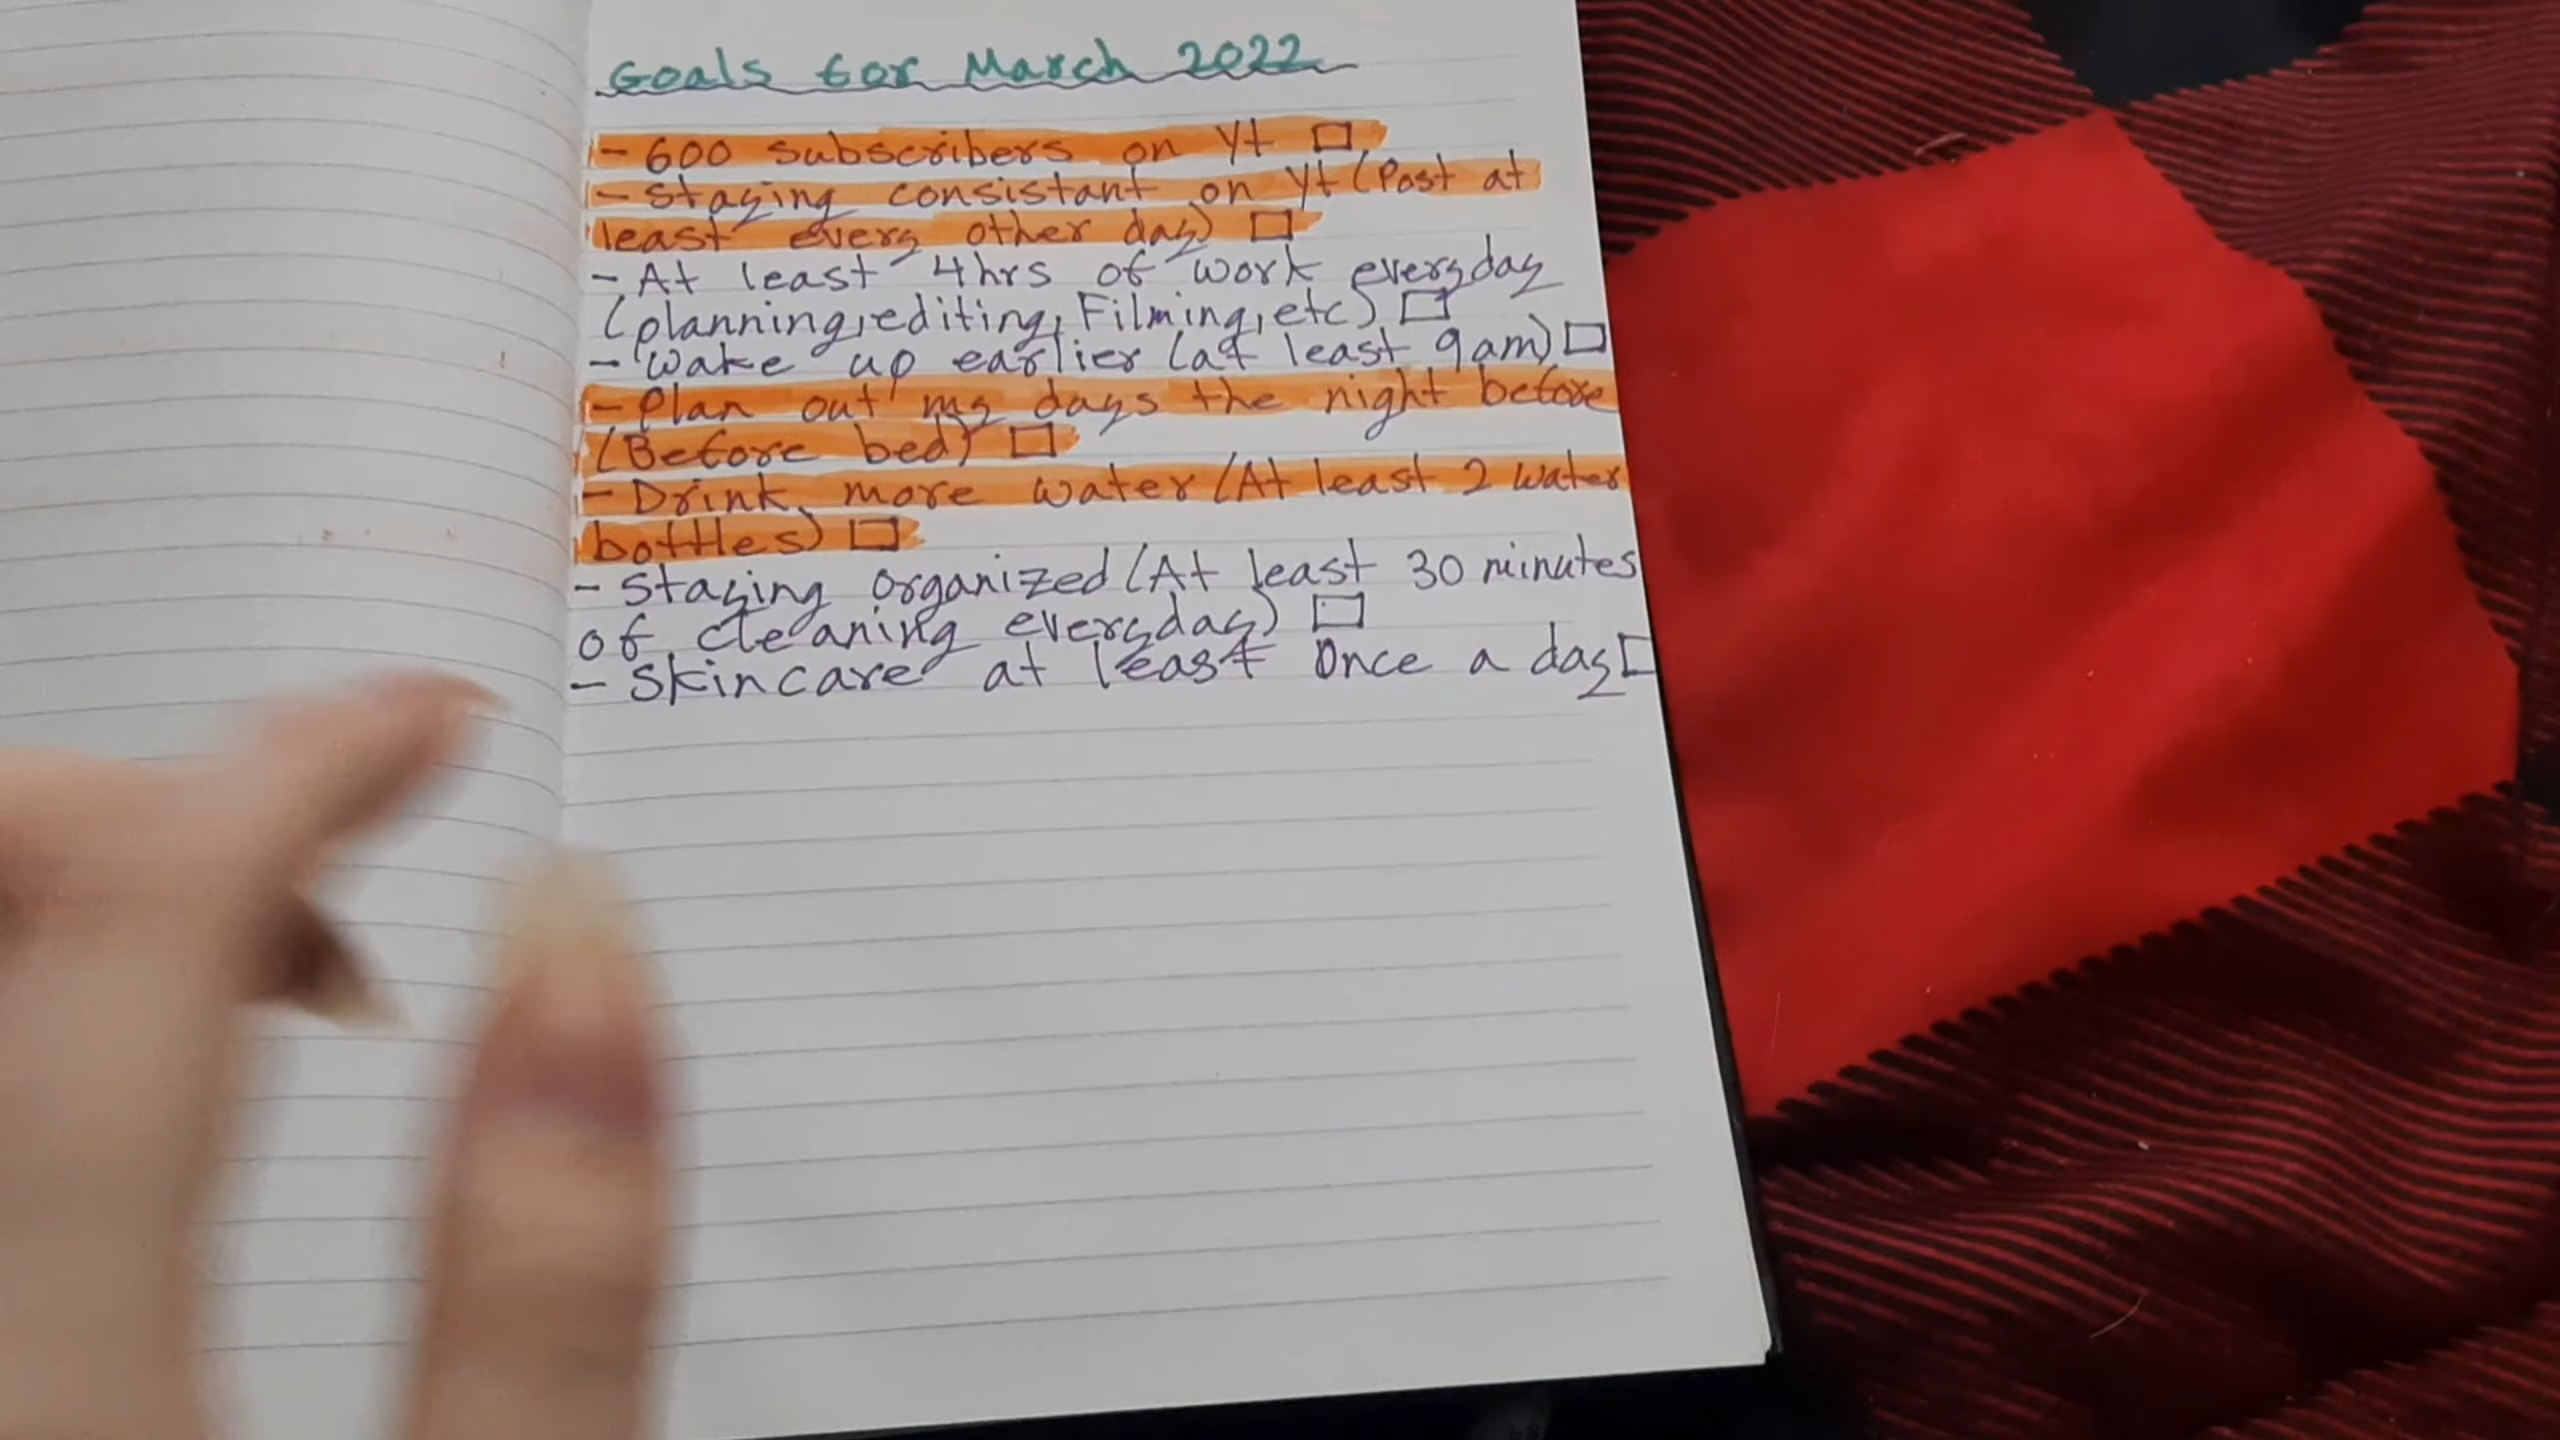 Goals for March 2022
- 600 subscribers on Yt
- Staying consistant on Yt (Post at
least every other day)
- At least 4hrs of work everyday
(planning, editing, Filming, etc)
- Wake up earlier (at least 9am)
- Plan out my days the night before
(Before bed)
- Drink more water (At least 2 water
bottles)
- Staying organized (At least 30 minutes
of cleaning everyday)
- Skincare at least Once a day